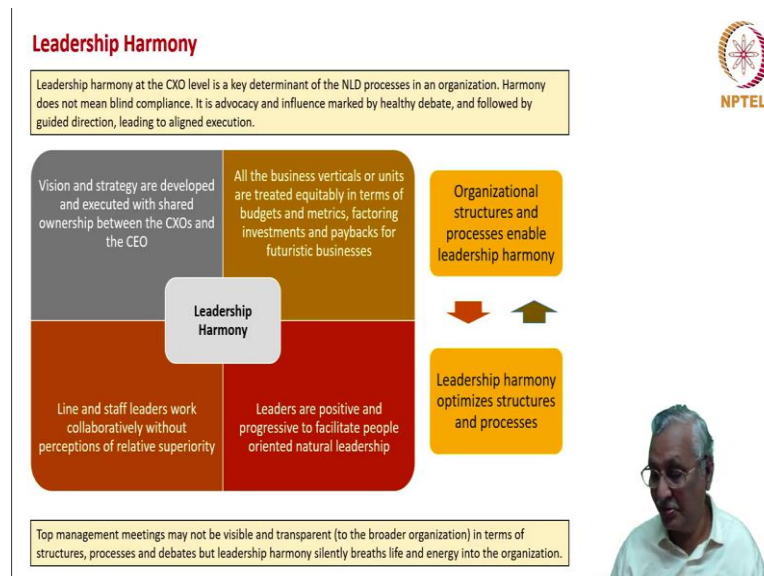 Leadership Harmony
Leadership harmony at the CXO level is a key determinant of the NLD processes in an organization. Harmony
does not mean blind compliance. It is advocacy and influence marked by healthy debate, and followed by
guided direction, leading to aligned execution.
NPTEL
Vision and strategy are developed
and executed with shared
ownership between the CXOs and
the CEO
All the business verticals or units
are treated equitably in terms of
budgets and metrics, factoring
investments and paybacks for
futuristic businesses
Leadership
Harmony
Line and staff leaders work
collaboratively without
perceptions of relative superiority
Leaders are positive and
progressive to facilitate people
oriented natural leadership
Organizational
structures and
processes enable
leadership harmony
Leadership harmony
optimizes structures
and processes
Top management meetings may not be visible and transparent (to the broader organization) in terms of
structures, processes and debates but leadership harmony silently breaths life and energy into the organization.